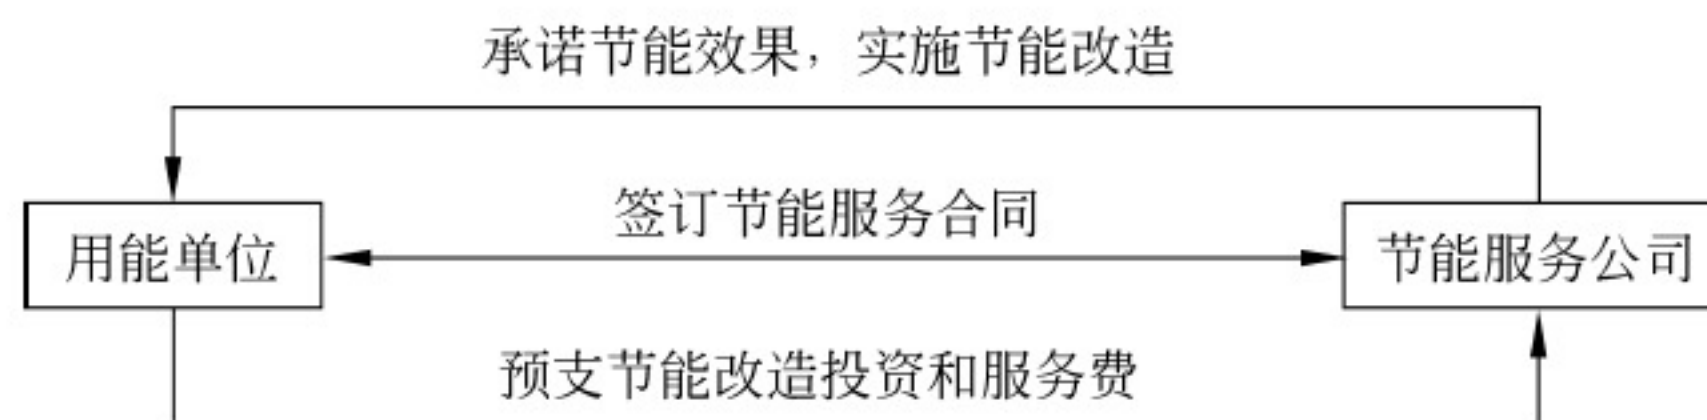 承诺节能效果，实施节能改造
签订节能服务合同
用能单位
节能服务公司
预支节能改造投资和服务费